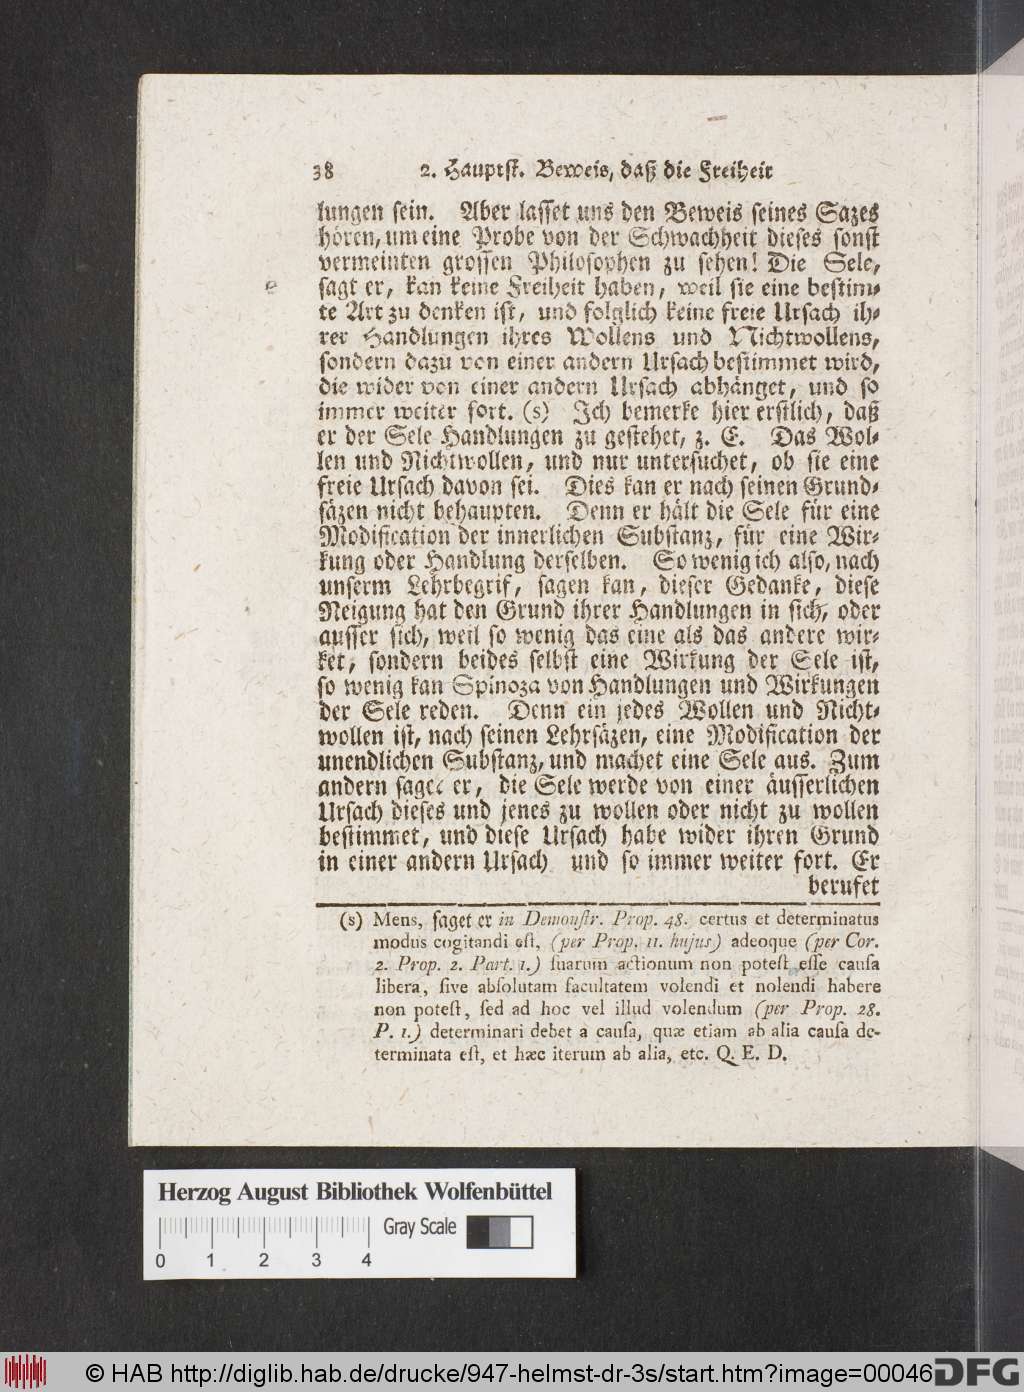 38 2. Hauptst. Beweis, daß die Freiheit
lungen sein. Aber lasset uns den Beweis seines Sazes
hören, um eine Probe von der Schwachheit dieses sonst
vermeinten grossen Philosophen zu sehen! Die Sele,
sagt er, kan keine Freiheit haben, weil sie eine bestim-
te Art zu denken ist, und folglich keine freie Ursach ih-
rer Handlungen ihres Wollens und Nichtwollens,
sondern dazu von einer andern Ursach bestimmet wird,
die wider von einer andern Ursach abhänget, und so
immer weiter fort. (s) Ich bemerke hier erstlich, daß
er der Sele Handlungen zu gestehet, z. E. Das Wol-
len und Nichtwollen, und nur untersuchet, ob sie eine
freie Ursach davon sei. Dies kan er nach seinen Grund-
säzen nicht behaupten. Denn er hält die Sele für eine
Modification der innerlichen Substanz, für eine Wir-
kung oder Handlung derselben. So wenig ich also, nach
unserm Lehrbegrif, sagen kan, dieser Gedanke, diese
Neigung hat den Grund ihrer Handlungen in sich, oder
ausser sich, weil so wenig das eine als das andere wir-
ket, sondern beides selbst eine Wirkung der Sele ist,
so wenig kan Spinoza von Handlungen und Wirkungen
der Sele reden. Denn ein jedes Wollen und Nicht-
wollen ist, nach seinen Lehrsäzen, eine Modification der
unendlichen Substanz, und machet eine Sele aus. Zum
andern saget er, die Sele werde von einer äusserlichen
Ursach dieses und jenes zu wollen oder nicht zu wollen
bestimmet, und diese Ursach habe wider ihren Grund
in einer andern Ursach und so immer weiter fort. Er
berufet
(s) Mens, saget er in Demonſtr. Prop. 48. certus et determinatus
modus cogitandi eſt, (per Prop. 11. hujus) adeoque (per Cor.
2. Prop. 2. Part. 1.) ſuarum actionum non poteſt eſſe cauſa
libera, ſive abſolutam facultatem volendi et nolendi habere
non poteſt, ſed ad hoc vel illud volendum (per Prop. 28.
P. 1.) determinari debet a cauſa, quæ etiam ab alia cauſa de-
terminata eſt, et hæc iterum ab alia, etc. Q. E. D.
Herzog August Bibliothek Wolfenbüttel
Gray Scale
0 1 2 3 4
© HAB http://diglib.hab.de/drucke/947-helmst-dr-3s/start.htm?image=00046
DFG